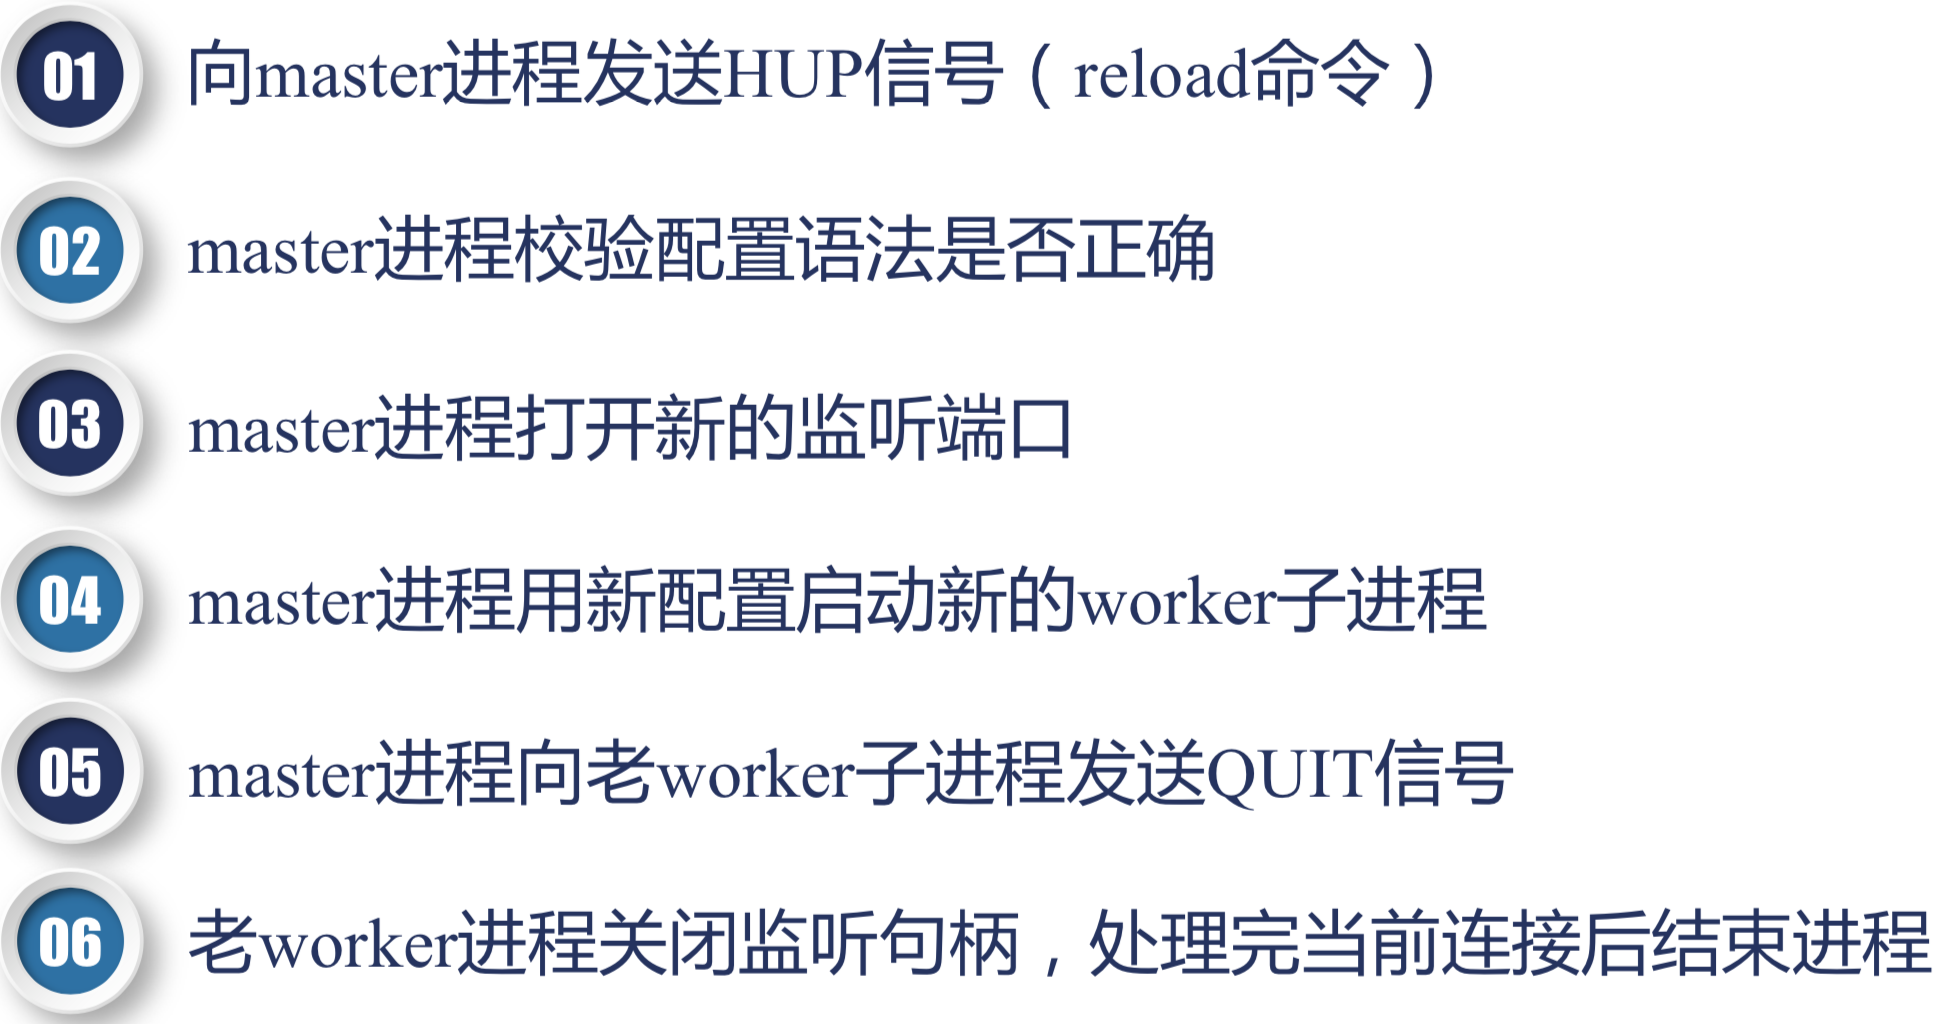 01 向master进程发送HUP信号（reload命令）
02 master进程校验配置语法是否正确
03 master进程打开新的监听端口
04 master进程用新配置启动新的worker子进程
05 master进程向老worker子进程发送QUIT信号
06 老worker进程关闭监听句柄，处理完当前连接后结束进程